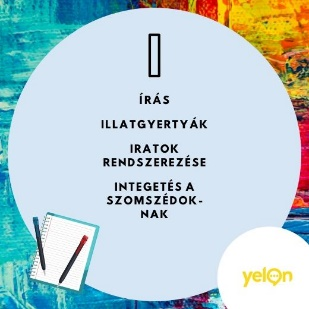 I
ÍRÁS
ILLATGYERTYÁK
IRATOK
RENDSZEREZÉSE
INTEGETÉS A
SZOMSZÉDOK-
NAK
yelon